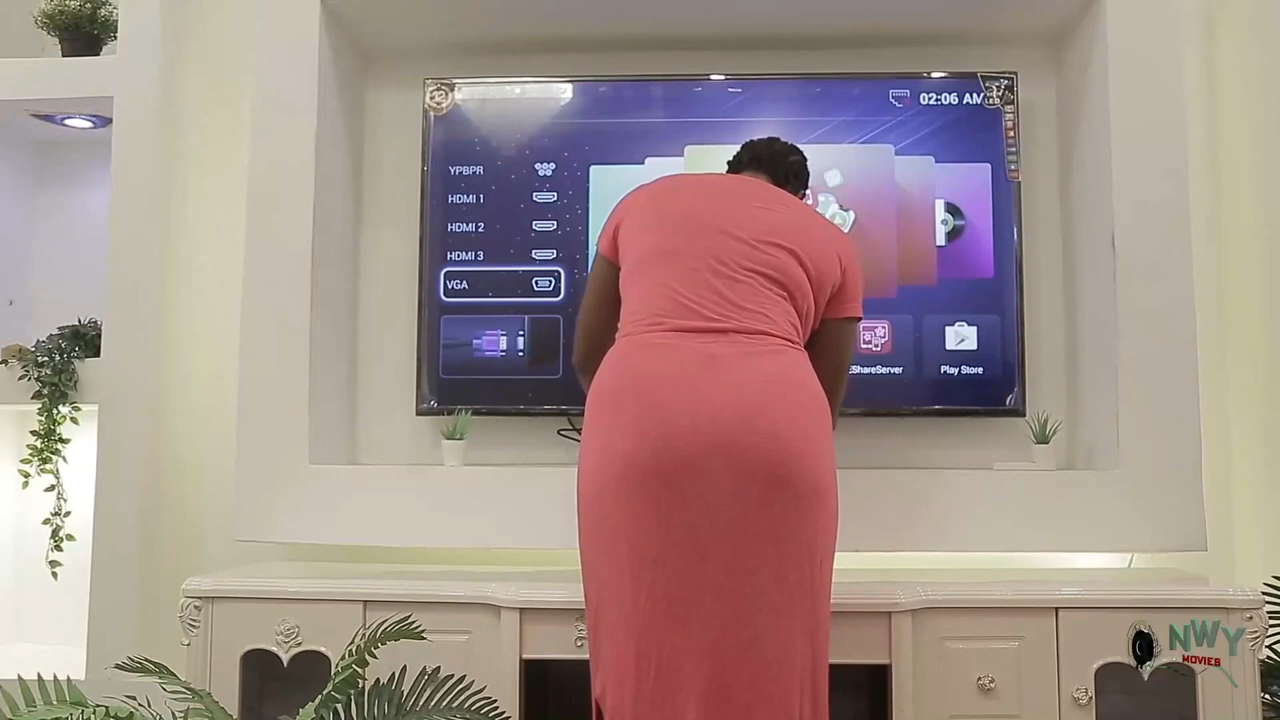 02:06 AM
YPBPR
HDMI 1
HDMI 2
HDMI 3
VGA
EShareServer
Play Store
NWY
MOVIES